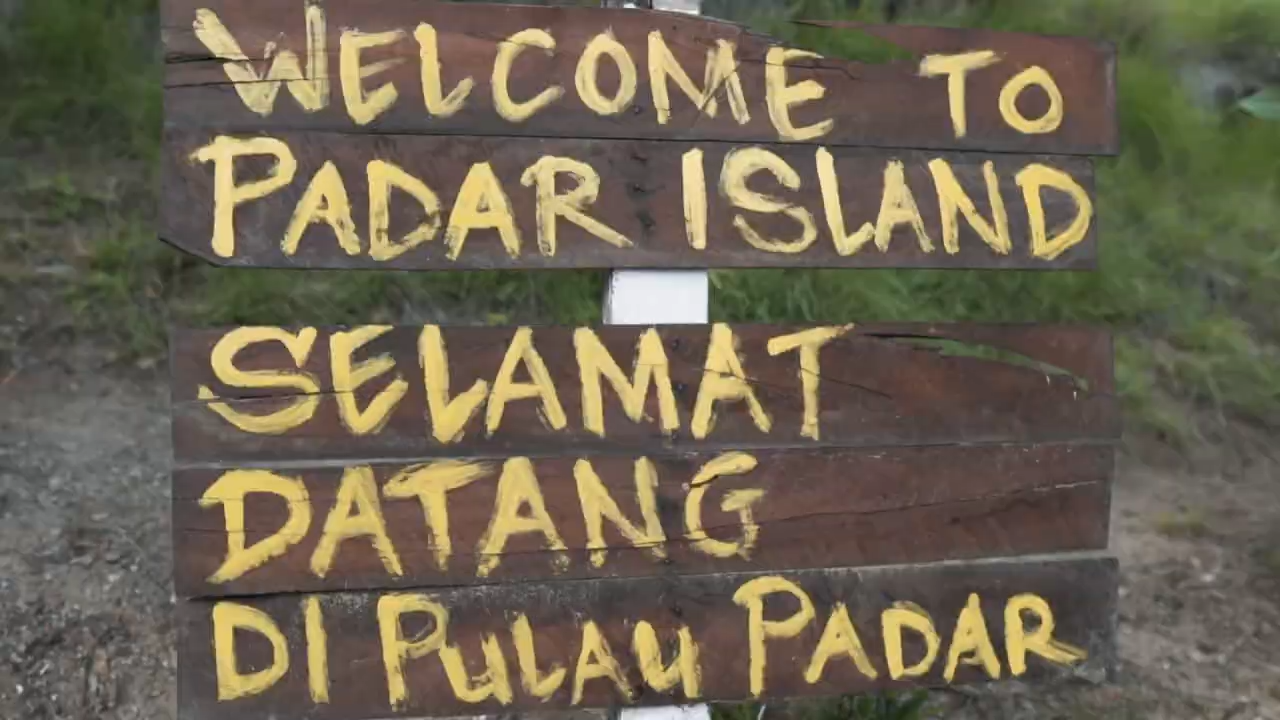 WELCOME TO
PADAR ISLAND
SELAMAT
DATANG
DI PULAU PADAR